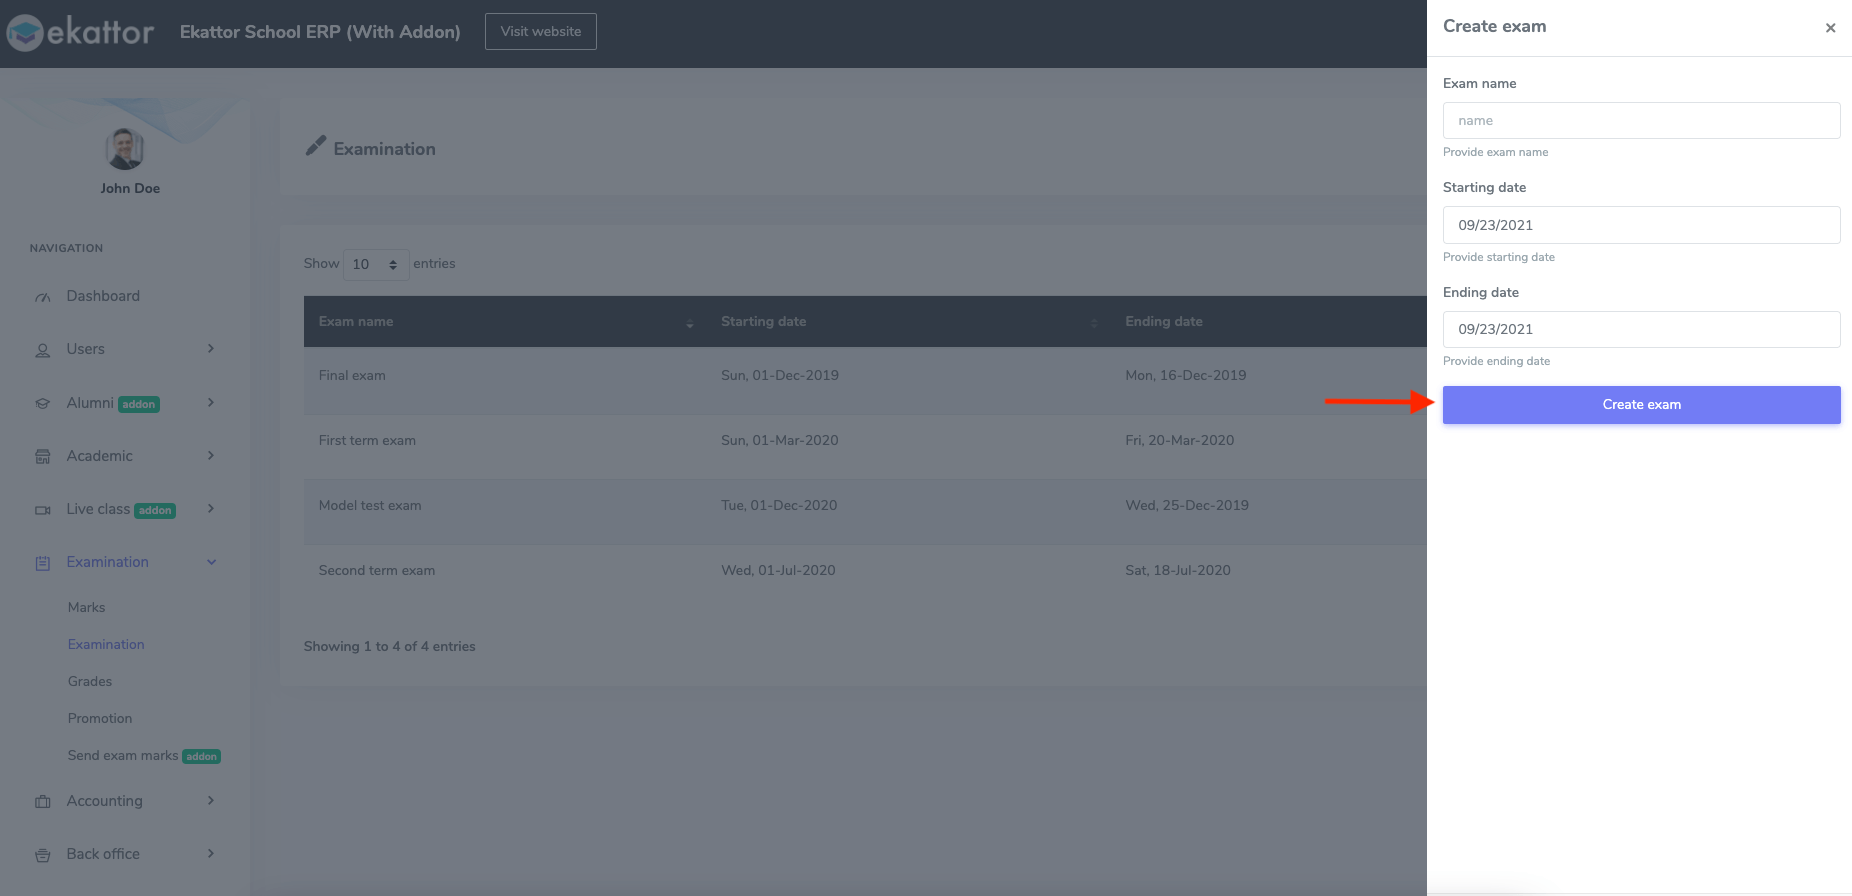 ekattor
Ekattor School ERP (With Addon)
Visit website
John Doe
NAVIGATION
Dashboard
Users
Alumni addon
Academic
Live class addon
Examination
Marks
Examination
Grades
Promotion
Send exam marks addon
Accounting
Back office
Examination
Show 10 entries
Exam name Starting date Ending date
Final exam Sun, 01-Dec-2019 Mon, 16-Dec-2019
First term exam Sun, 01-Mar-2020 Fri, 20-Mar-2020
Model test exam Tue, 01-Dec-2020 Wed, 25-Dec-2019
Second term exam Wed, 01-Jul-2020 Sat, 18-Jul-2020
Showing 1 to 4 of 4 entries
Create exam ×
Exam name
name
Provide exam name
Starting date
09/23/2021
Provide starting date
Ending date
09/23/2021
Provide ending date
Create exam